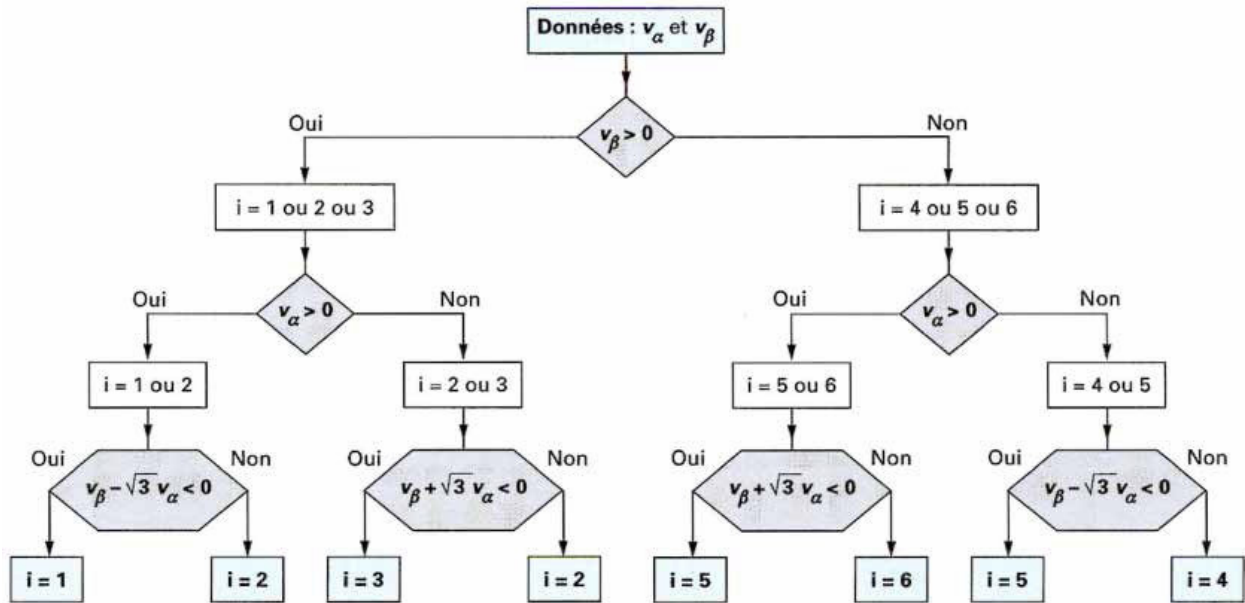 Données : vα et vβ
Oui
vβ > 0
Non
i = 1 ou 2 ou 3
i = 4 ou 5 ou 6
Oui
vα > 0
Non
Oui
vα > 0
Non
i = 1 ou 2
i = 2 ou 3
i = 5 ou 6
i = 4 ou 5
Oui
vβ – √3 vα < 0
Non
Oui
vβ + √3 vα < 0
Non
Oui
vβ + √3 vα < 0
Non
Oui
vβ – √3 vα < 0
Non
i = 1
i = 2
i = 3
i = 2
i = 5
i = 6
i = 5
i = 4